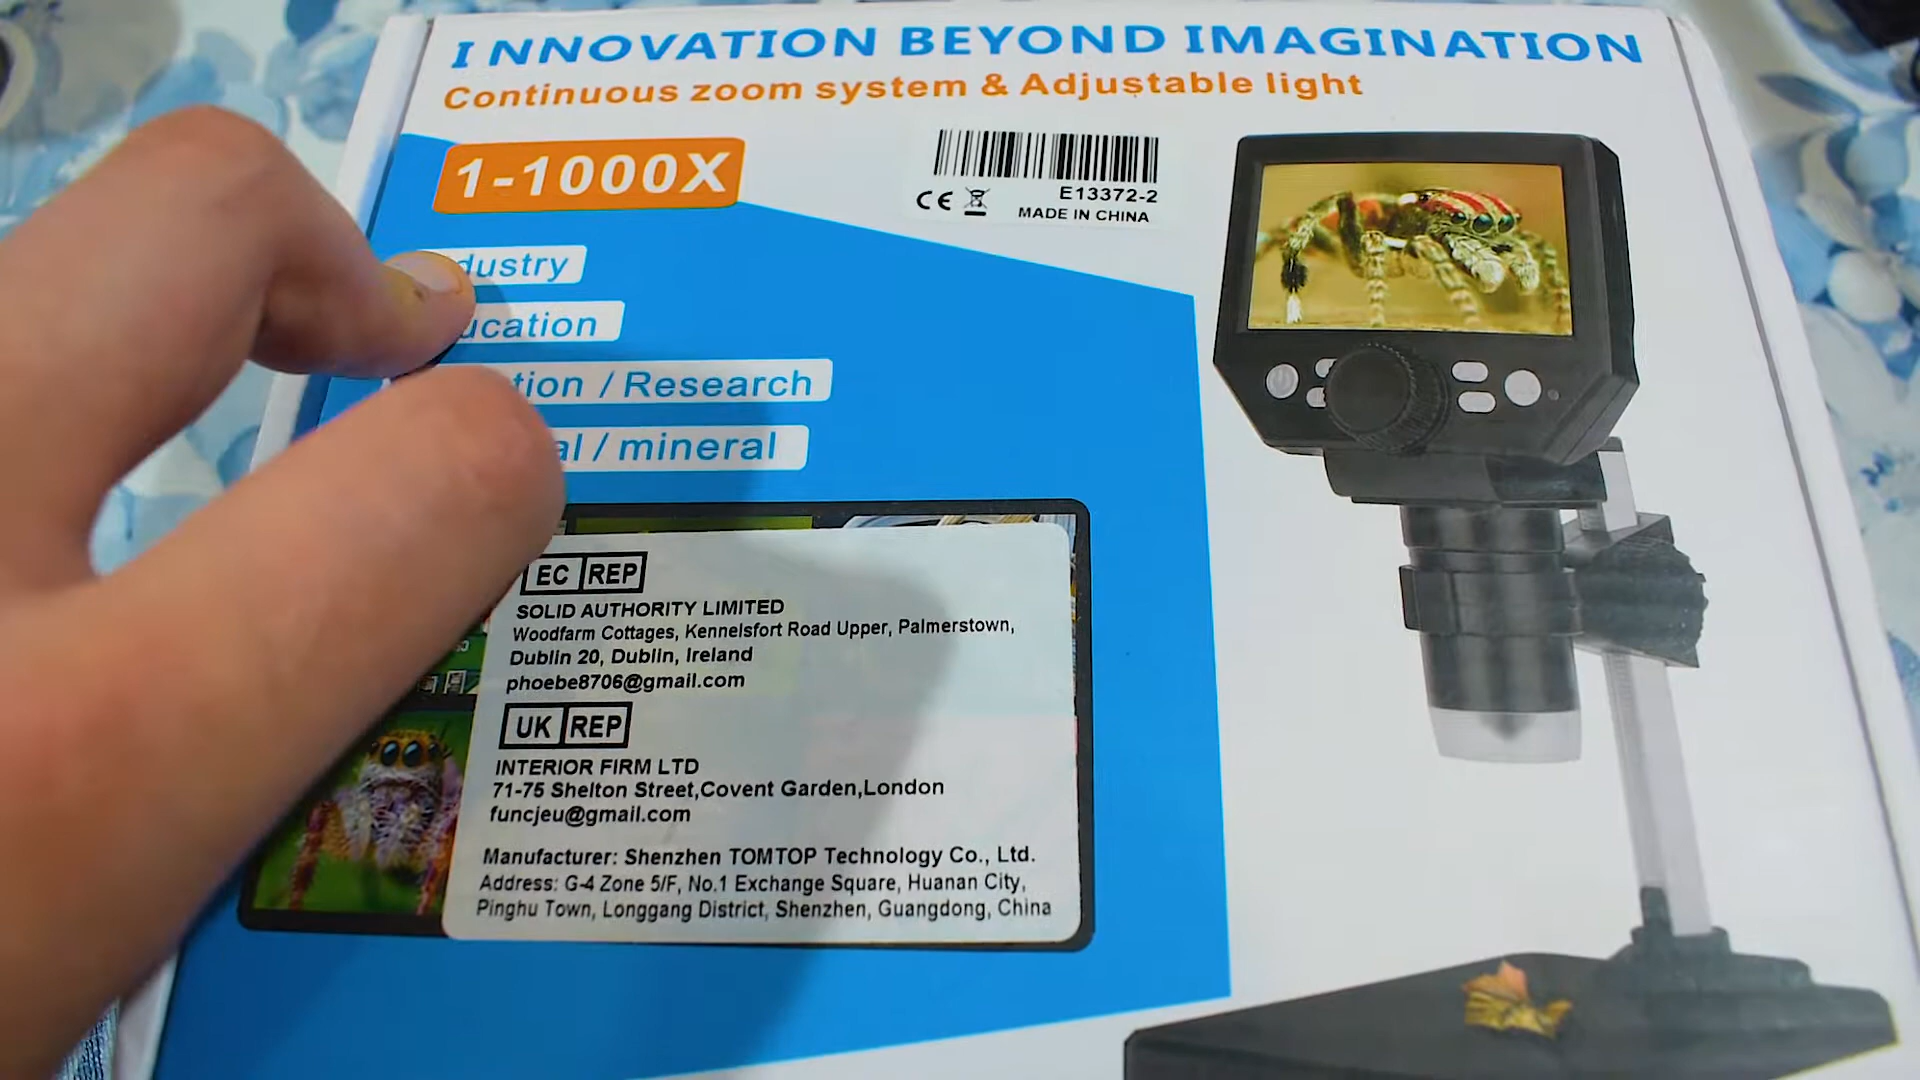 INNOVATION BEYOND IMAGINATION
Continuous zoom system & Adjustable light
1-1000X
E13372-2
CE
MADE IN CHINA
dustry
ucation
tion / Research
al / mineral
EC REP
SOLID AUTHORITY LIMITED
Woodfarm Cottages, Kennelsfort Road Upper, Palmerstown,
Dublin 20, Dublin, Ireland
phoebe8706@gmail.com
UK REP
INTERIOR FIRM LTD
71-75 Shelton Street,Covent Garden,London
funcjeu@gmail.com
Manufacturer: Shenzhen TOMTOP Technology Co., Ltd.
Address: G-4 Zone 5/F, No.1 Exchange Square, Huanan City,
Pinghu Town, Longgang District, Shenzhen, Guangdong, China